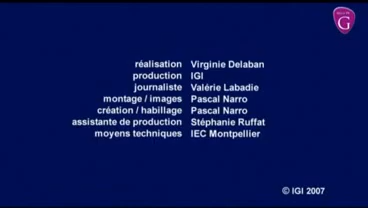 G
réalisation Virginie Delaban
production IGI
journaliste Valérie Labadie
montage / images Pascal Narro
création / habillage Pascal Narro
assistante de production Stéphanie Ruffat
moyens techniques IEC Montpellier
© IGI 2007